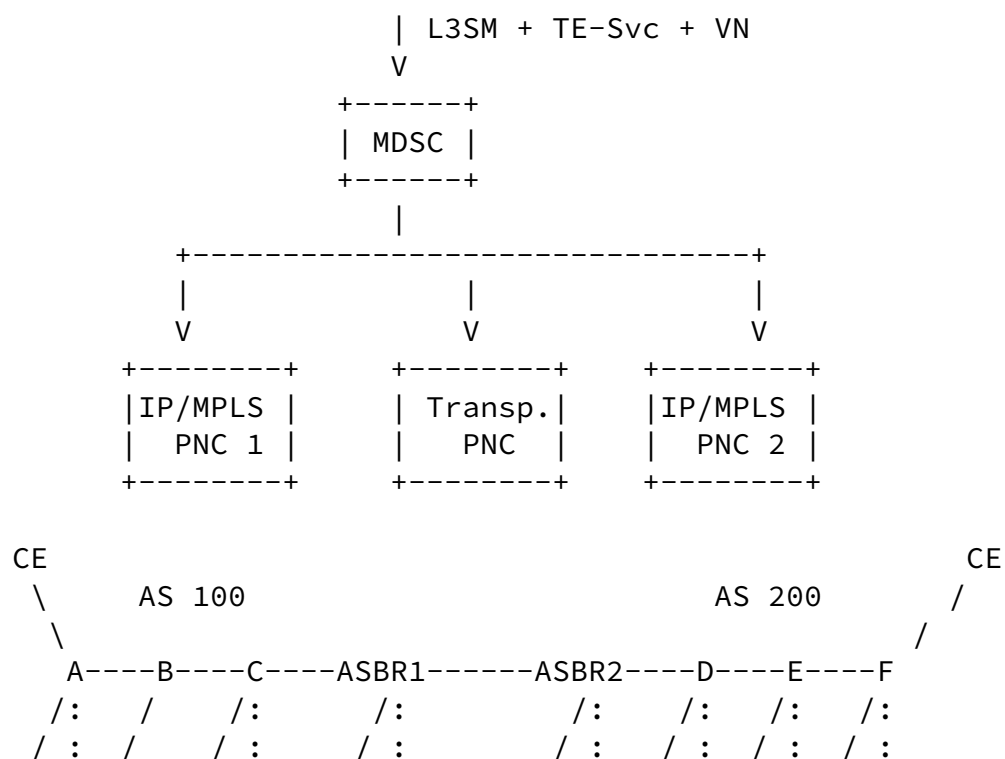 | L3SM + TE-Svc + VN
V
+------+
| MDSC |
+------+
|
+-------------------------------+
| | |
V V V
+--------+ +--------+ +--------+
|IP/MPLS | | Transp.| |IP/MPLS |
| PNC 1 | | PNC | | PNC 2 |
+--------+ +--------+ +--------+
CE CE
\ AS 100 AS 200 /
\ /
A----B----C----ASBR1------ASBR2----D----E----F
/: / /: /: /: /: /: /:
/ : / / : / : / : / : / : / :